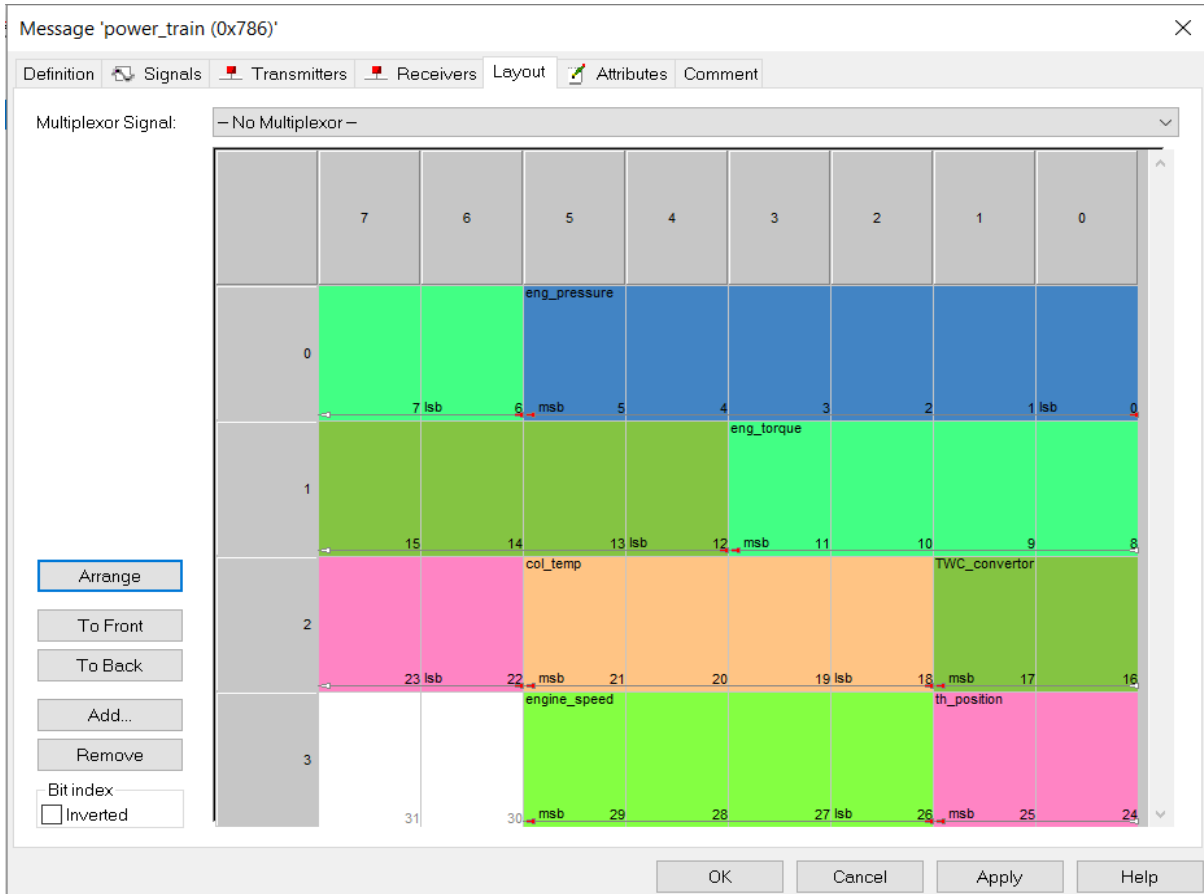 Message 'power_train (0x786)'
Definition Signals Transmitters Receivers Layout Attributes Comment
Multiplexor Signal: -- No Multiplexor --
7 6 5 4 3 2 1 0
eng_pressure
0
7 lsb 6 msb 5 4 3 2 1 lsb 0
eng_torque
1
15 14 13 lsb 12 msb 11 10 9 8
col_temp TWC_convertor
2
23 lsb 22 msb 21 20 19 lsb 18 msb 17 16
engine_speed th_position
3
31 30 msb 29 28 27 lsb 26 msb 25 24
Arrange
To Front
To Back
Add...
Remove
Bit index
Inverted
OK Cancel Apply Help